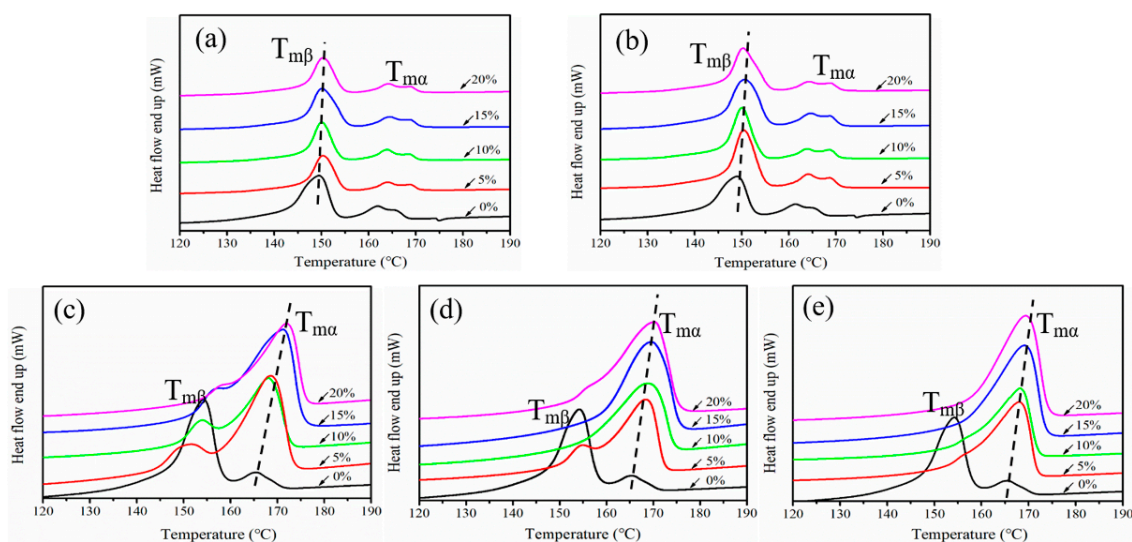 (a)
Tmβ
Tmα
20%
15%
10%
5%
0%
Heat flow end up (mW)
120 130 140 150 160 170 180 190
Temperature (°C)
(b)
Tmβ
Tmα
20%
15%
10%
5%
0%
Heat flow end up (mW)
120 130 140 150 160 170 180 190
Temperature (°C)
(c)
Tmβ
Tmα
20%
15%
10%
5%
0%
Heat flow end up (mW)
120 130 140 150 160 170 180 190
Temperature (°C)
(d)
Tmβ
Tmα
20%
15%
10%
5%
0%
Heat flow end up (mW)
120 130 140 150 160 170 180 190
Temperature (°C)
(e)
Tmβ
Tmα
20%
15%
10%
5%
0%
Heat flow end up (mW)
120 130 140 150 160 170 180 190
Temperature (°C)